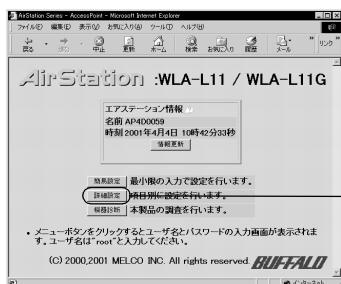 AirStation Series - AccessPoint - Microsoft Internet Explorer
ファイル(F) 編集(E) 表示(V) お気に入り(A) ツール(T) ヘルプ(H)
戻る 中止 更新 ホーム 検索 お気に入り 履歴 メール リンク
AirStation :WLA-L11 / WLA-L11G
エアステーション情報
名前 AP4D0059
時刻 2001年4月4日 10時42分33秒
情報更新
簡易設定 最小限の入力で設定を行います。
詳細設定 項目別に設定を行います。
機器診断 本製品の調査を行います。
• メニューボタンをクリックするとユーザ名とパスワードの入力画面が表示されま
す。ユーザ名は"root"と入力してください。
(C) 2000,2001 MELCO INC. All rights reserved. BUFFALO
インターネット